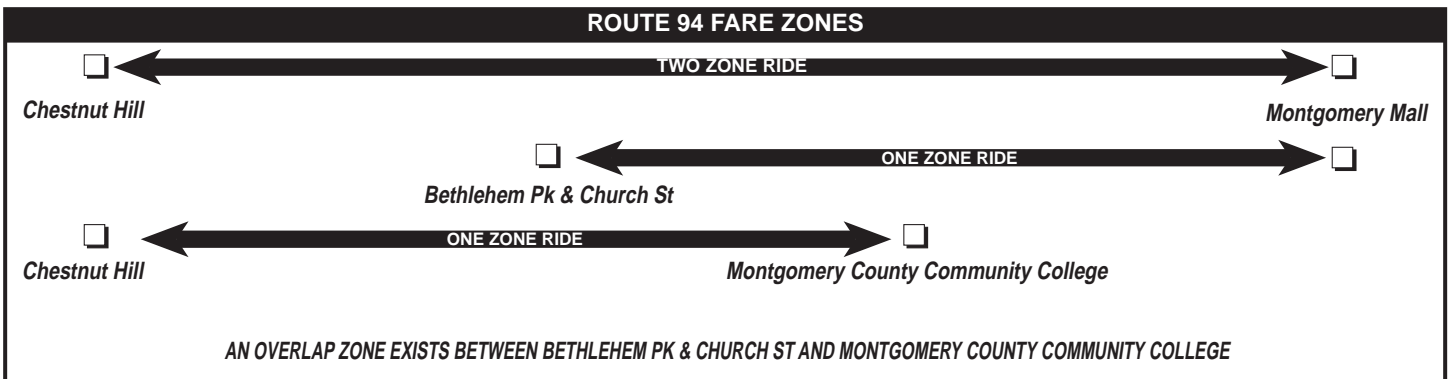 ROUTE 94 FARE ZONES
TWO ZONE RIDE
Chestnut Hill
Montgomery Mall
ONE ZONE RIDE
Bethlehem Pk & Church St
ONE ZONE RIDE
Chestnut Hill
Montgomery County Community College
AN OVERLAP ZONE EXISTS BETWEEN BETHLEHEM PK & CHURCH ST AND MONTGOMERY COUNTY COMMUNITY COLLEGE